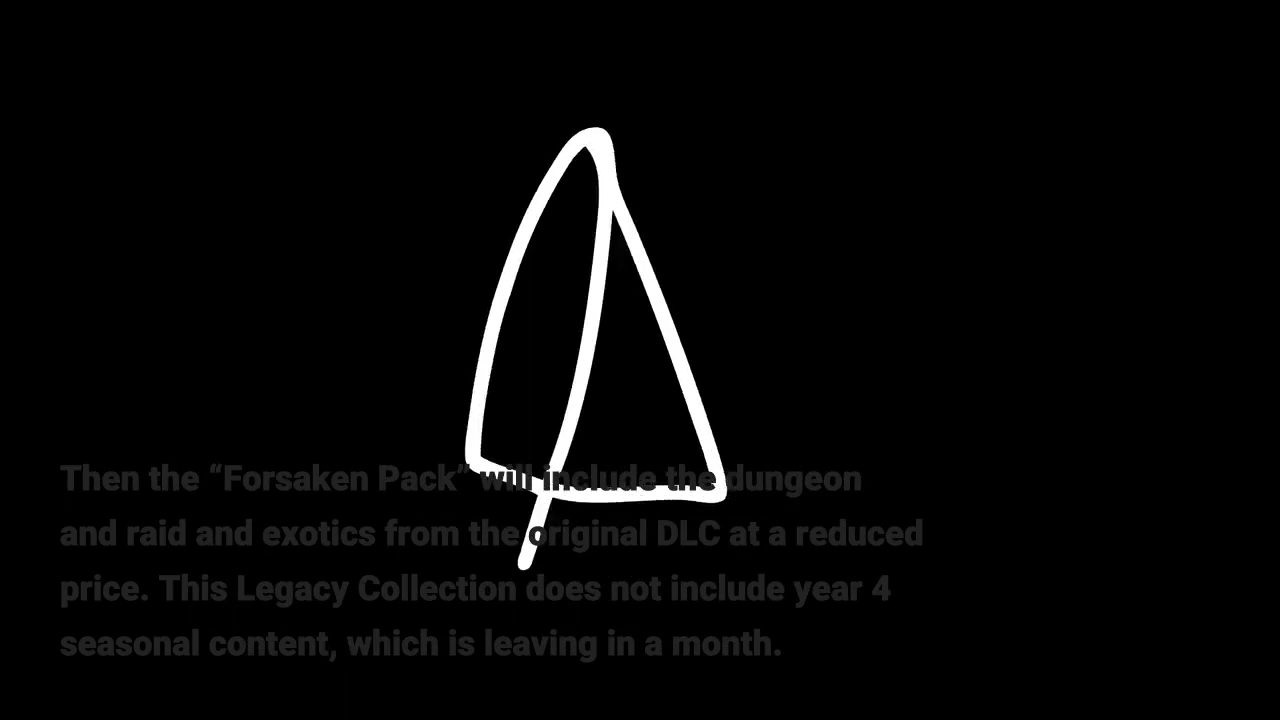 Then the “Forsaken Pack” will include the dungeon
and raid and exotics from the original DLC at a reduced
price. This Legacy Collection does not include year 4
seasonal content, which is leaving in a month.